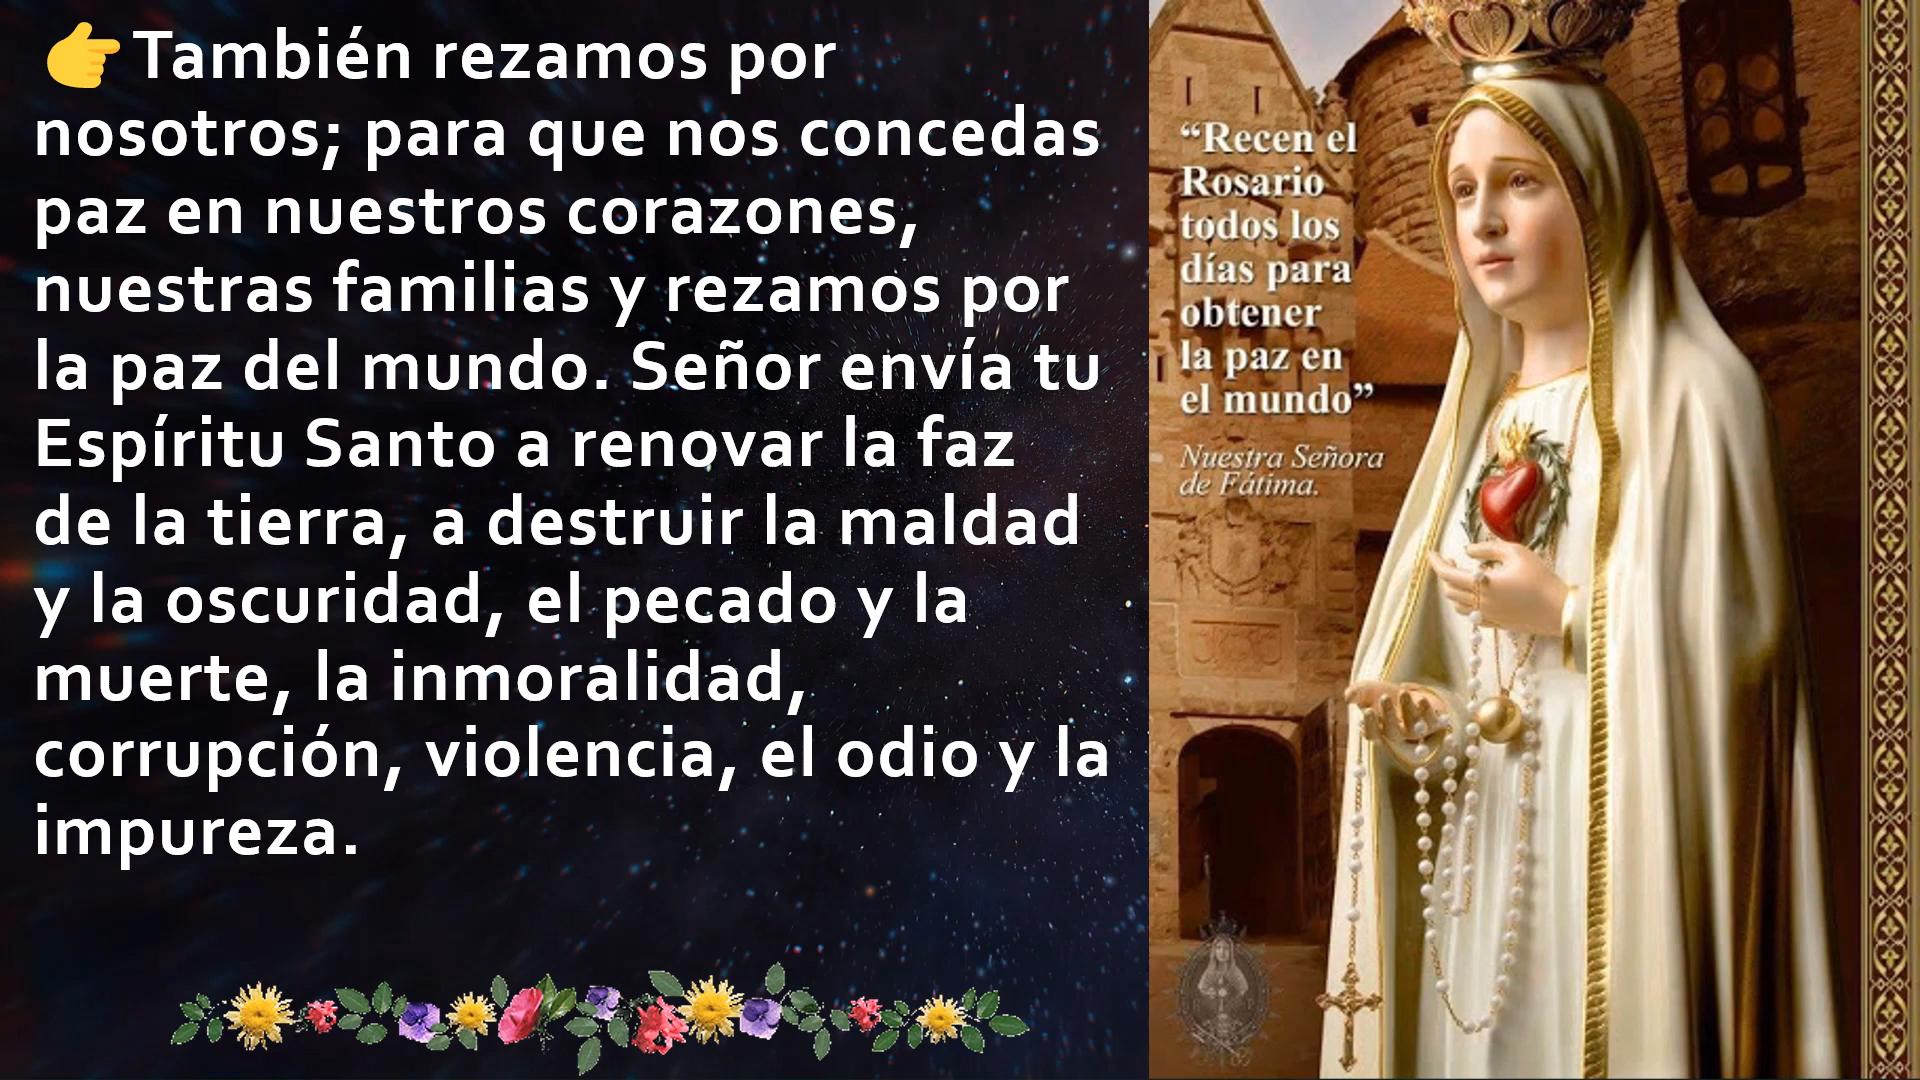 👉También rezamos por
nosotros; para que nos concedas
paz en nuestros corazones,
nuestras familias y rezamos por
la paz del mundo. Señor envía tu
Espíritu Santo a renovar la faz
de la tierra, a destruir la maldad
y la oscuridad, el pecado y la
muerte, la inmoralidad,
corrupción, violencia, el odio y la
impureza.
“Recen el
Rosario
todos los
días para
obtener
la paz en
el mundo”
Nuestra Señora
de Fátima.